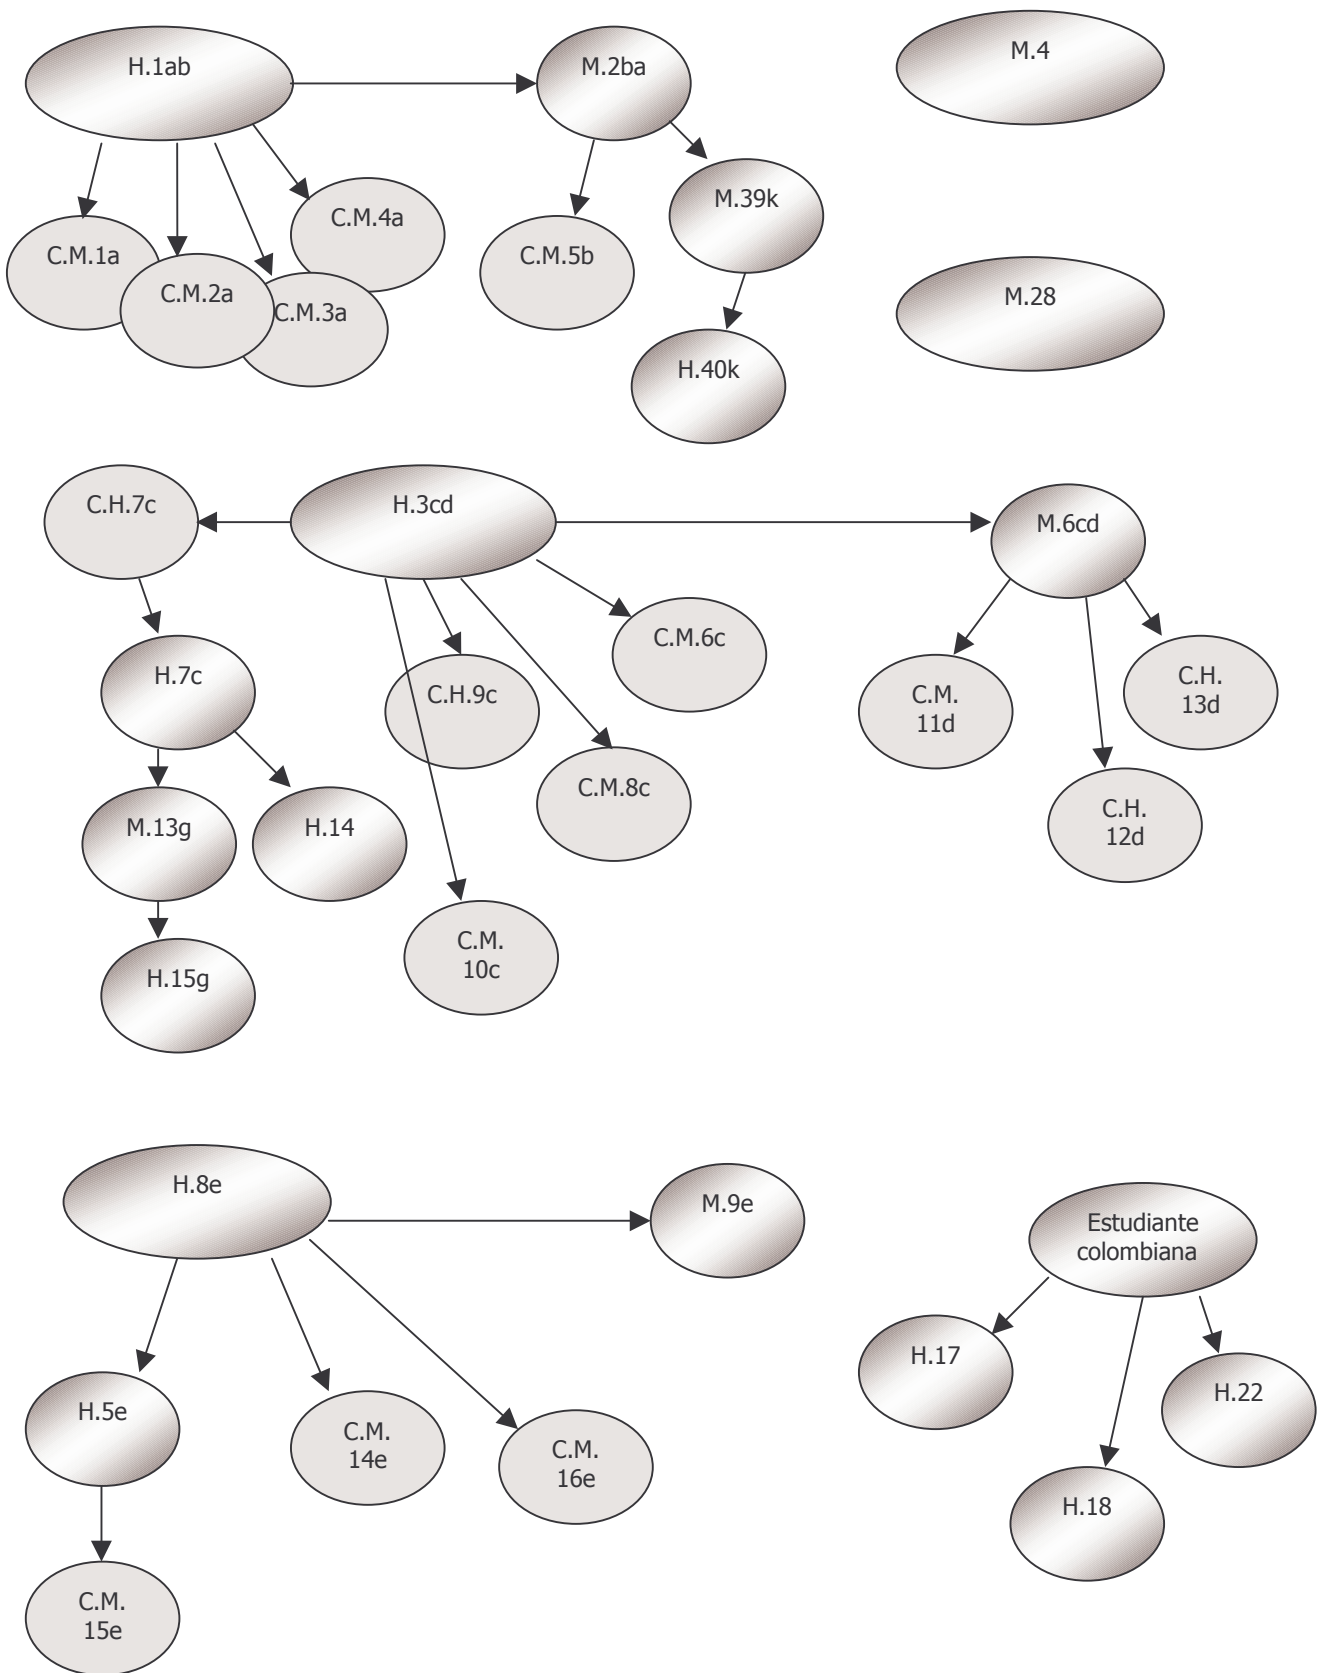 H.1ab
M.2ba
M.4
M.39k
C.M.4a
C.M.1a
C.M.5b
C.M.2a
C.M.3a
M.28
H.40k
C.H.7c
H.3cd
M.6cd
C.M.6c
H.7c
C.H.9c
C.M.
11d
C.H.
13d
C.M.8c
M.13g
H.14
C.H.
12d
C.M.
10c
H.15g
H.8e
M.9e
Estudiante
colombiana
H.17
H.22
H.5e
C.M.
14e
C.M.
16e
H.18
C.M.
15e